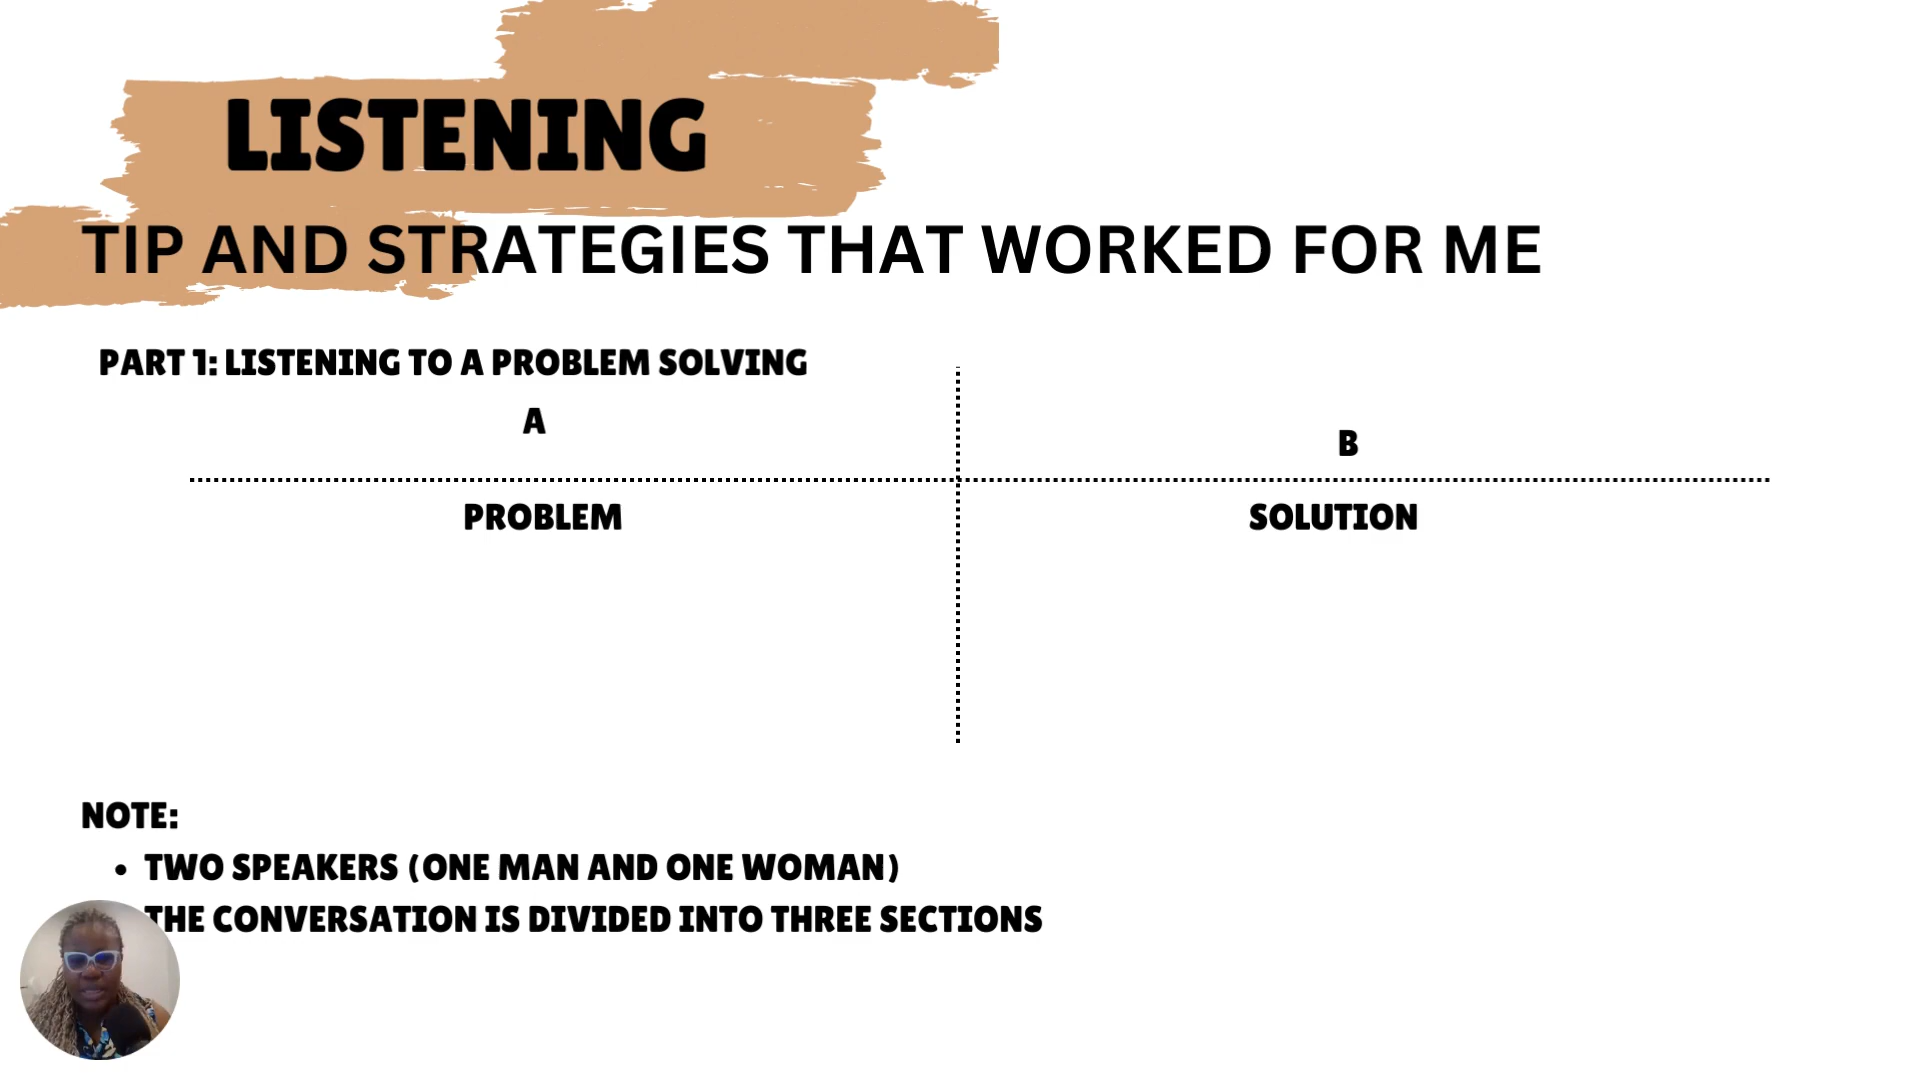 LISTENING
TIP AND STRATEGIES THAT WORKED FOR ME
PART 1: LISTENING TO A PROBLEM SOLVING
A
B
PROBLEM
SOLUTION
NOTE:
• TWO SPEAKERS (ONE MAN AND ONE WOMAN)
THE CONVERSATION IS DIVIDED INTO THREE SECTIONS